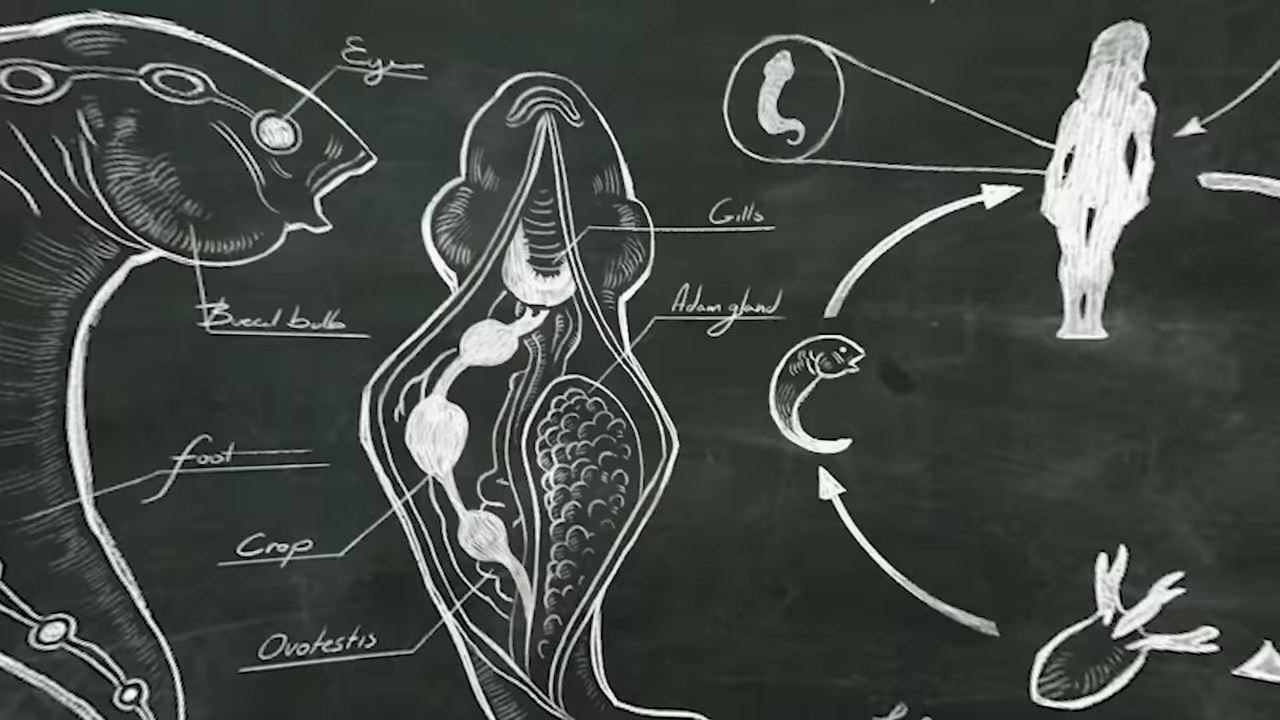 Eye
Gills
Adam gland
Buccal bulb
foot
Crop
Ovotestis